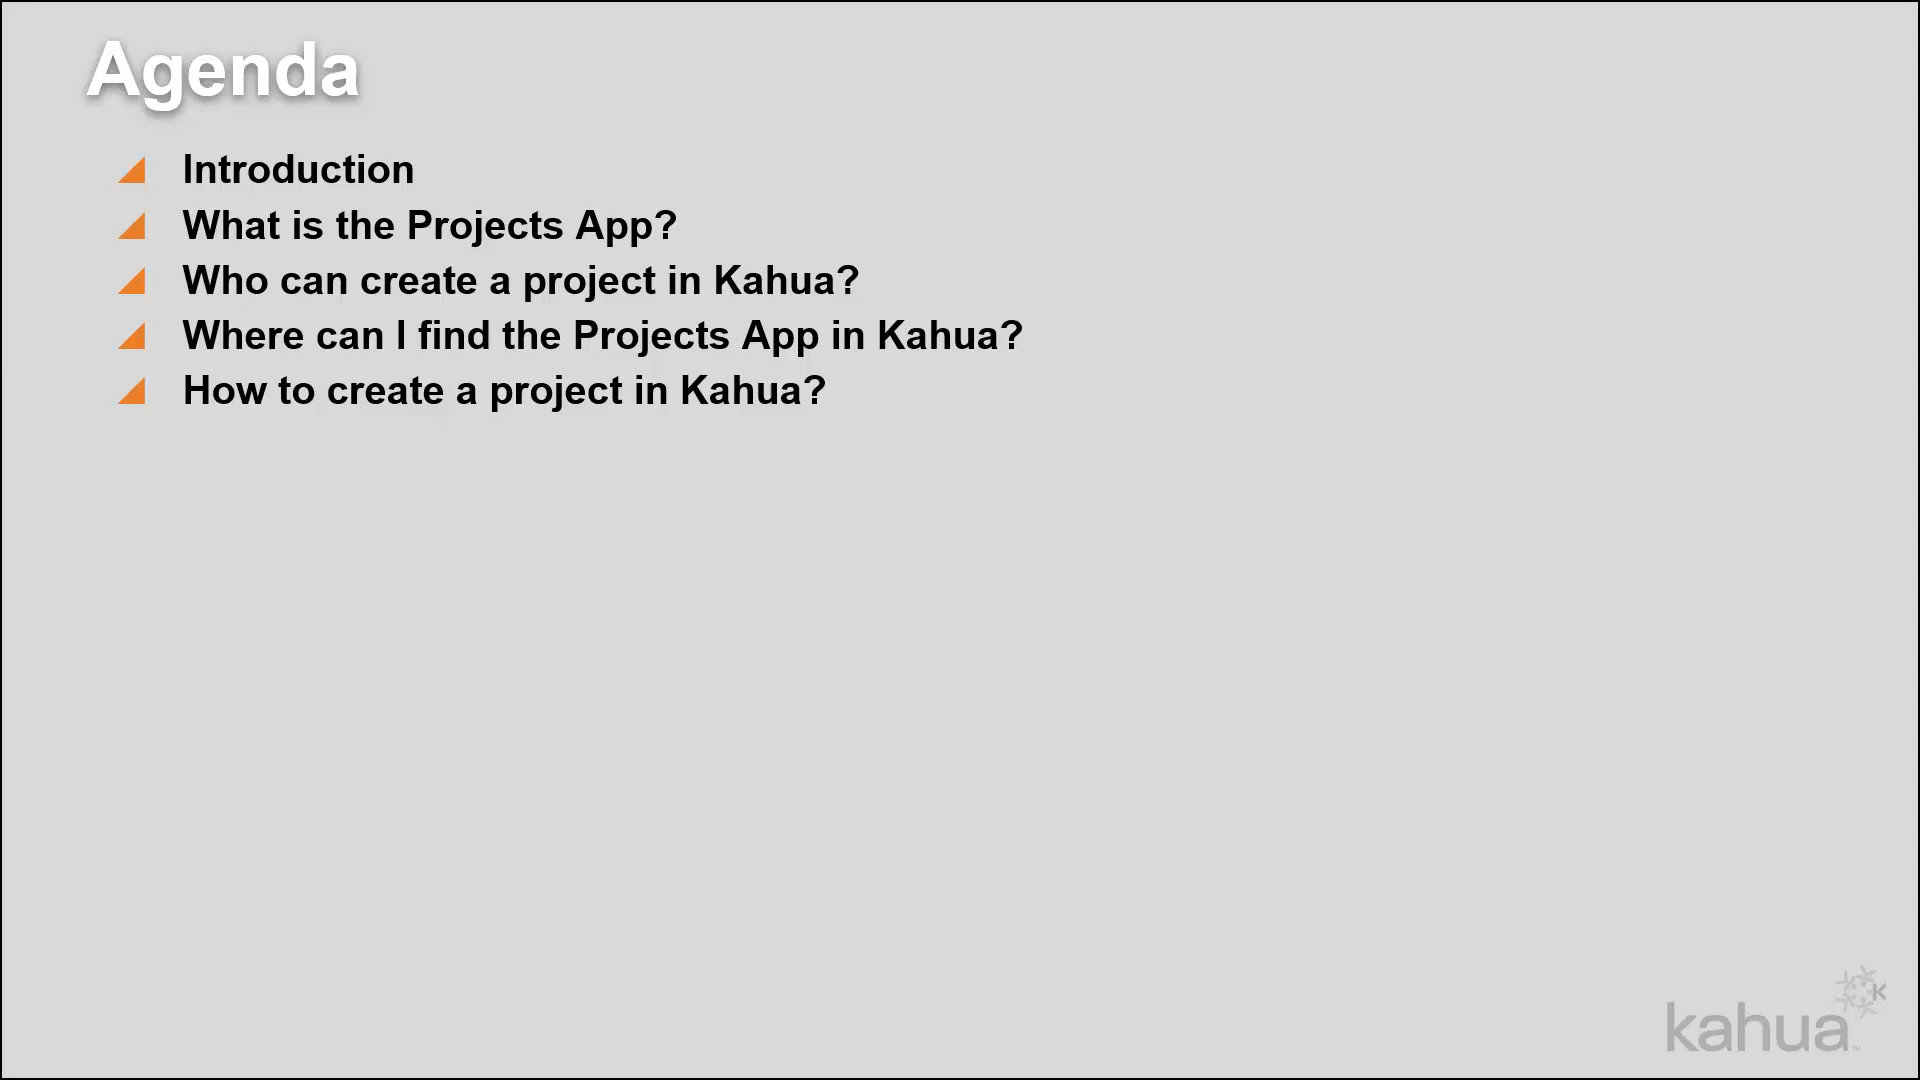 Agenda
Introduction
What is the Projects App?
Who can create a project in Kahua?
Where can I find the Projects App in Kahua?
How to create a project in Kahua?
K
kahua™